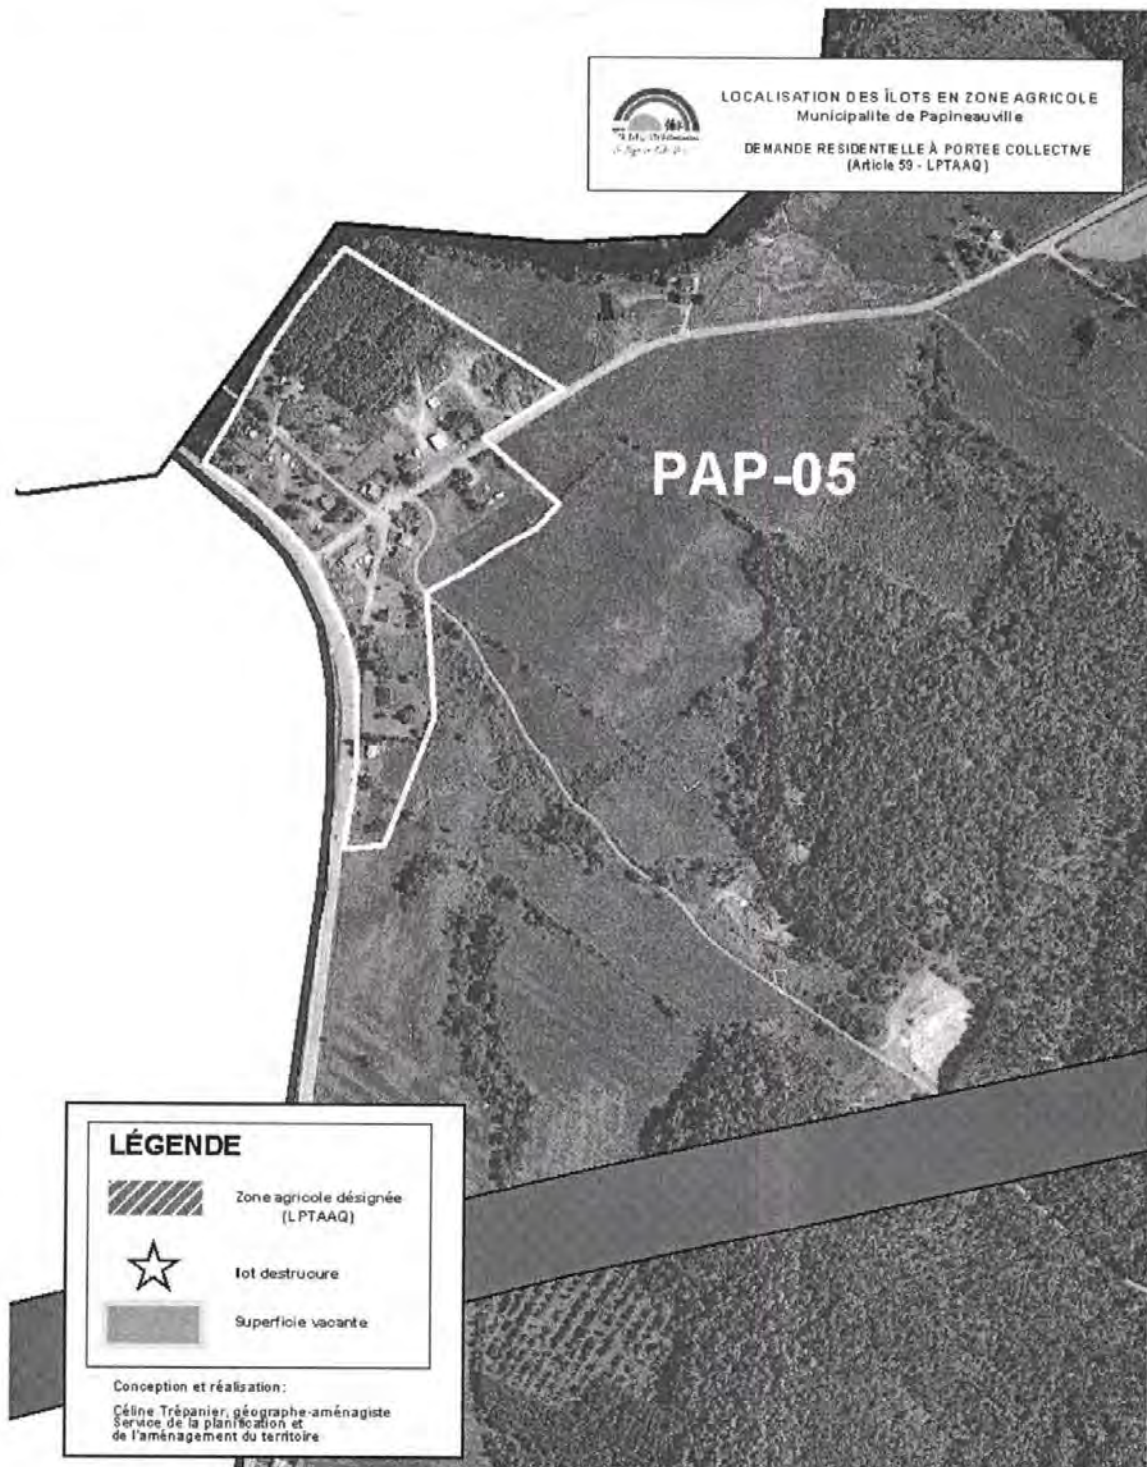 LOCALISATION DES ÎLOTS EN ZONE AGRICOLE
Municipalite de Papineauville
DEMANDE RESIDENTIELLE À PORTEE COLLECTIVE
(Article 59 - LPTAAQ)
PAP-05
LÉGENDE
Zone agricole désignée
(LPTAAQ)
lot destrucure
Superficie vacante
Conception et réalisation:
Céline Trépanier, géographe-aménagiste
Service de la planification et
de l'aménagement du territoire